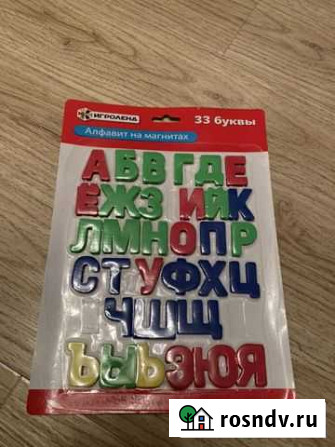 ИГРОЛЕНД
33 буквы
Алфавит на магнитах
АБВГДЕ
ЁЖЗИЙК
ЛМНОПР
СТУФХЦ
ЧШЩ
ЪЫЬЭЮЯ
rosndv.ru